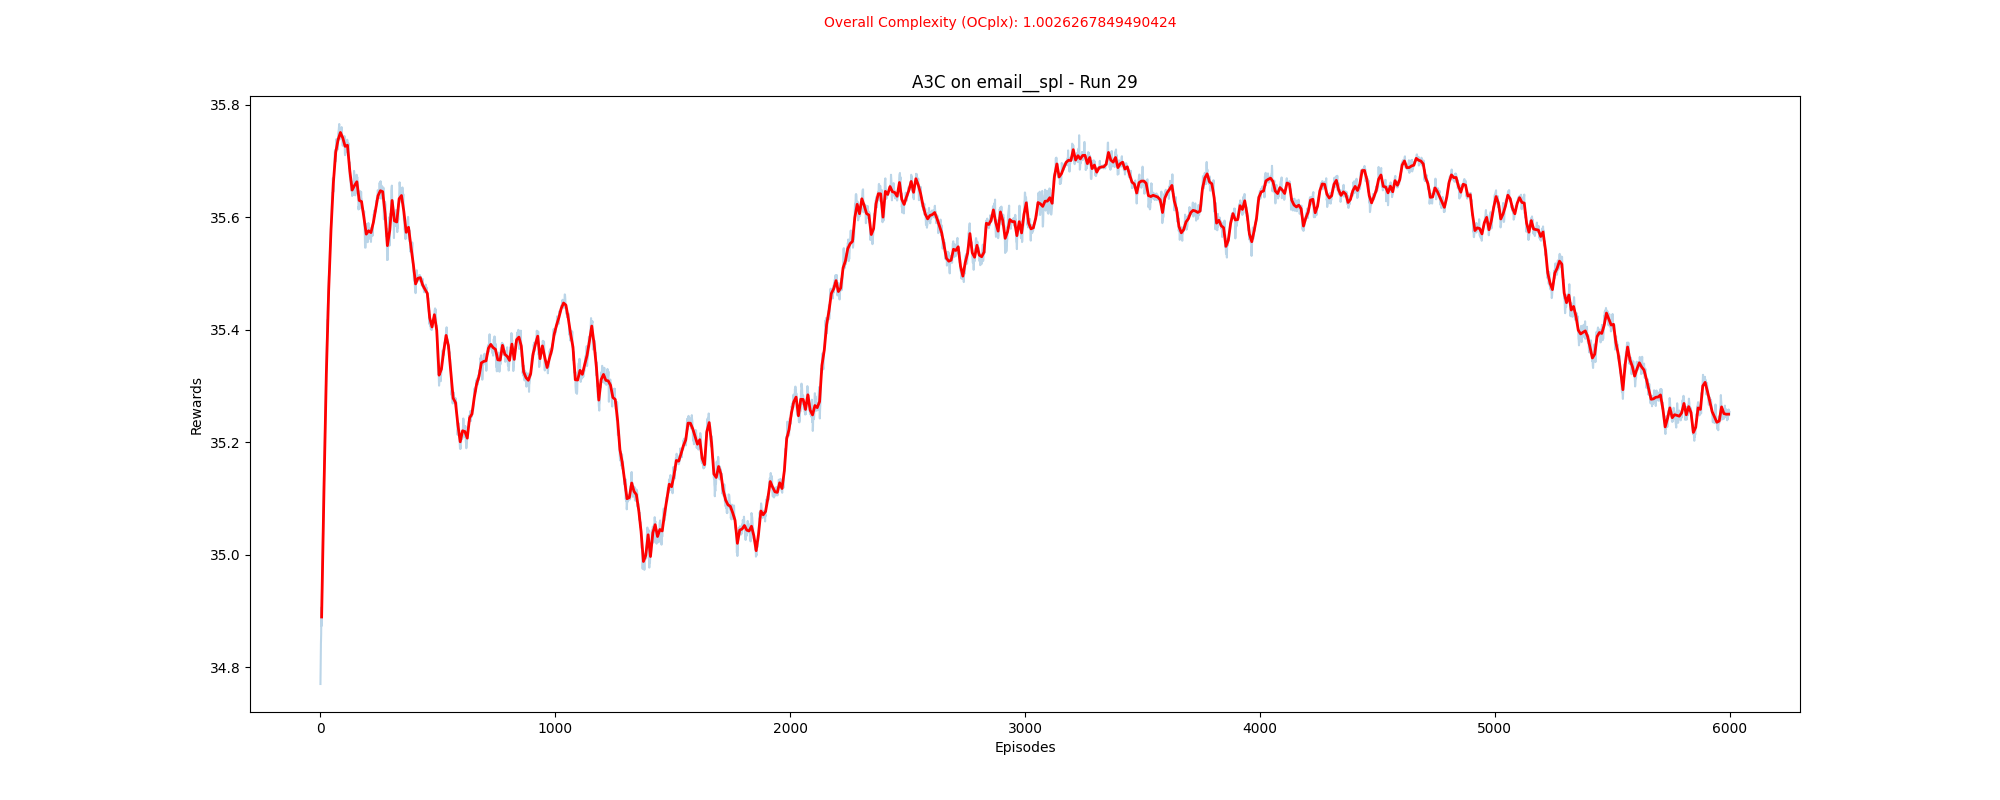 Overall Complexity (OCplx): 1.0026267849490424
A3C on email__spl - Run 29
35.8
35.6
35.4
35.2
35.0
34.8
Rewards
0 1000 2000 3000 4000 5000 6000
Episodes